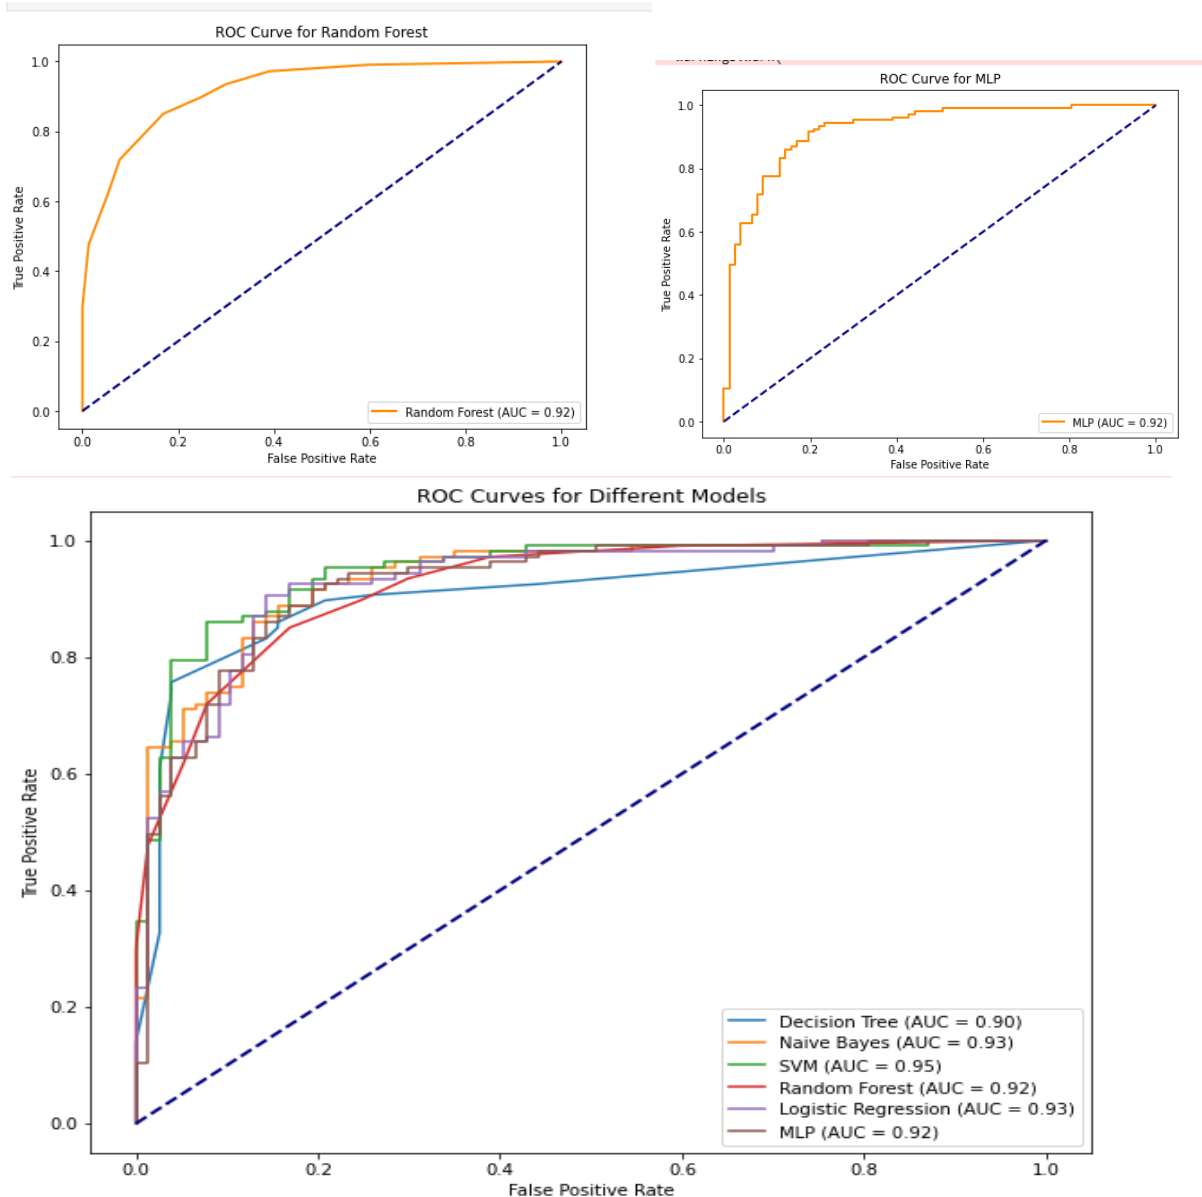 ROC Curve for Random Forest
True Positive Rate
1.0
0.8
0.6
0.4
0.2
0.0
Random Forest (AUC = 0.92)
0.0 0.2 0.4 0.6 0.8 1.0
False Positive Rate
ROC Curve for MLP
True Positive Rate
1.0
0.8
0.6
0.4
0.2
0.0
MLP (AUC = 0.92)
0.0 0.2 0.4 0.6 0.8 1.0
False Positive Rate
ROC Curves for Different Models
True Positive Rate
1.0
0.8
0.6
0.4
0.2
0.0
Decision Tree (AUC = 0.90)
Naive Bayes (AUC = 0.93)
SVM (AUC = 0.95)
Random Forest (AUC = 0.92)
Logistic Regression (AUC = 0.93)
MLP (AUC = 0.92)
0.0 0.2 0.4 0.6 0.8 1.0
False Positive Rate